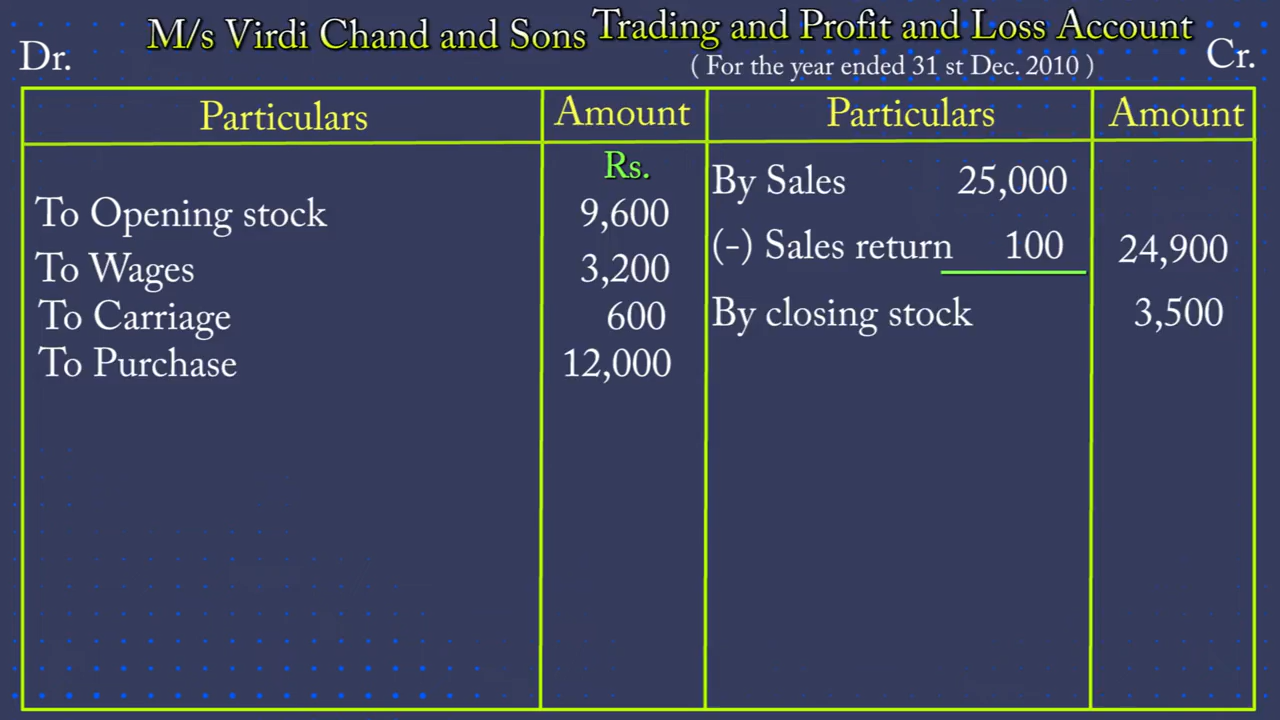 M/s Virdi Chand and Sons Trading and Profit and Loss Account
Dr. ( For the year ended 31 st Dec. 2010 ) Cr.
Particulars Amount Particulars Amount
Rs.
By Sales 25,000
To Opening stock 9,600
(-) Sales return 100 24,900
To Wages 3,200
To Carriage 600 By closing stock 3,500
To Purchase 12,000